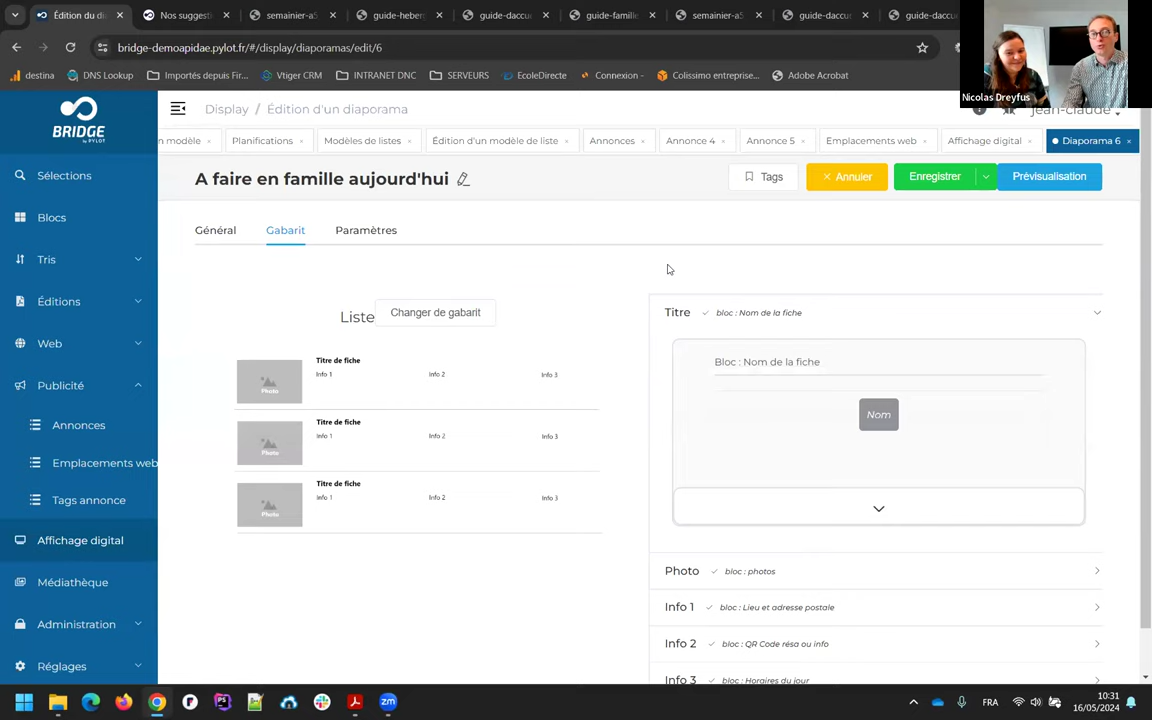 Édition du di
Nos suggesti
semainier-a5
guide-heberg
guide-daccu
guide-famille
semainier-a5
guide-daccu
guide-daccu
bridge-demoapidae.pylot.fr/#/display/diaporamas/edit/6
destina
DNS Lookup
Importés depuis Fir...
Vtiger CRM
INTRANET DNC
SERVEURS
EcoleDirecte
Connexion -
Colissimo entreprise...
Adobe Acrobat
Nicolas Dreyfus
BRIDGE
by PYLOT
Display / Édition d'un diaporama
jean-claude
n modèle
Planifications
Modèles de listes
Édition d'un modèle de liste
Annonces
Annonce 4
Annonce 5
Emplacements web
Affichage digital
Diaporama 6
A faire en famille aujourd'hui
Tags
Annuler
Enregistrer
Prévisualisation
Sélections
Blocs
Tris
Éditions
Web
Publicité
Annonces
Emplacements web
Tags annonce
Affichage digital
Médiathèque
Administration
Réglages
Général
Gabarit
Paramètres
Liste
Changer de gabarit
Titre de fiche
Photo
Info 1
Info 2
Info 3
Titre de fiche
Photo
Info 1
Info 2
Info 3
Titre de fiche
Photo
Info 1
Info 2
Info 3
Titre bloc : Nom de la fiche
Bloc : Nom de la fiche
Nom
Photo bloc : photos
Info 1 bloc : Lieu et adresse postale
Info 2 bloc : QR Code résa ou info
Info 3 bloc : Horaires du jour
FRA
10:31
16/05/2024